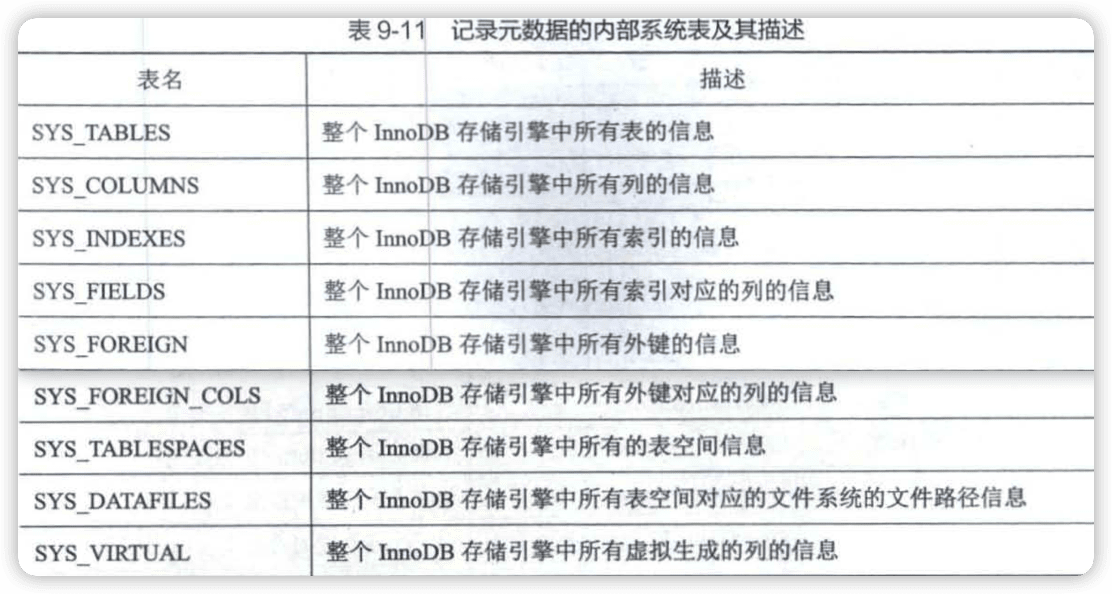 表 9-11 记录元数据的内部系统表及其描述
表名 描述
SYS_TABLES 整个 InnoDB 存储引擎中所有表的信息
SYS_COLUMNS 整个 InnoDB 存储引擎中所有列的信息
SYS_INDEXES 整个 InnoDB 存储引擎中所有索引的信息
SYS_FIELDS 整个 InnoDB 存储引擎中所有索引对应的列的信息
SYS_FOREIGN 整个 InnoDB 存储引擎中所有外键的信息
SYS_FOREIGN_COLS 整个 InnoDB 存储引擎中所有外键对应的列的信息
SYS_TABLESPACES 整个 InnoDB 存储引擎中所有的表空间信息
SYS_DATAFILES 整个 InnoDB 存储引擎中所有表空间对应的文件系统的文件路径信息
SYS_VIRTUAL 整个 InnoDB 存储引擎中所有虚拟生成的列的信息